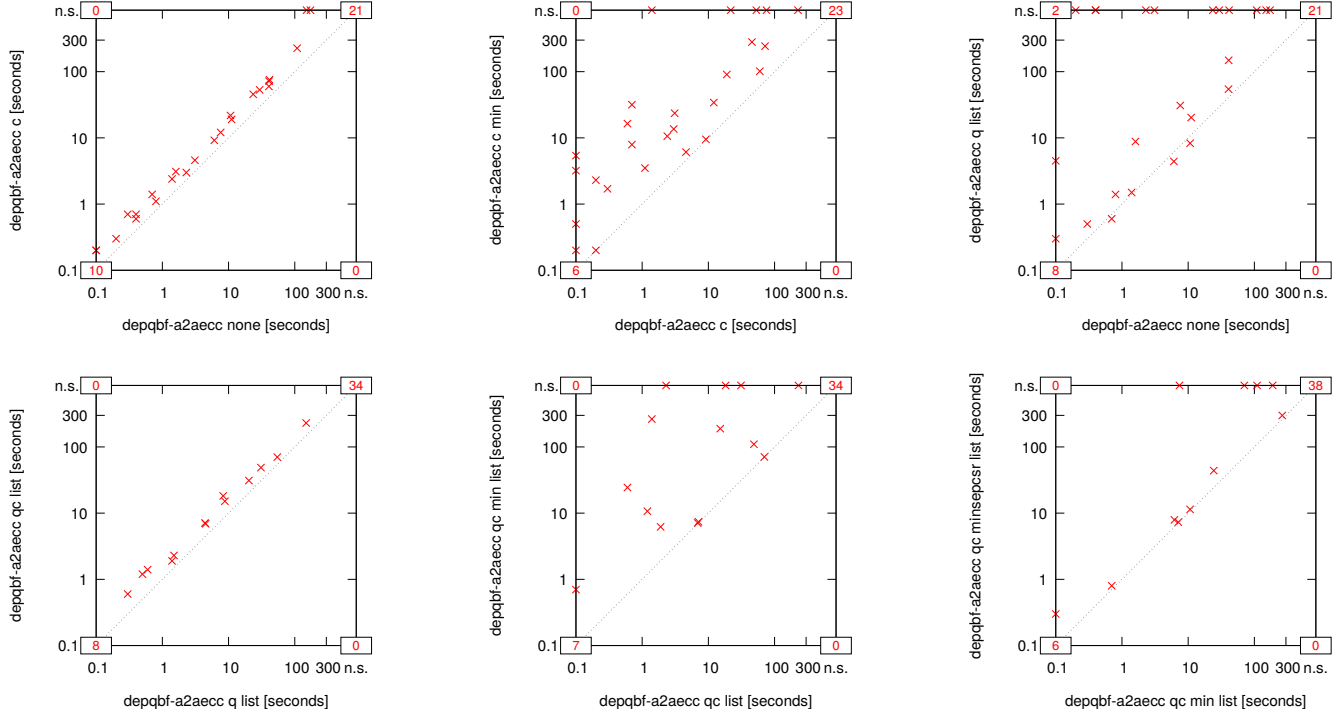 n.s. 0 21
300
100
10
1
0.1 10 0
0.1 1 10 100 300 n.s.
depqbf-a2aecc c [seconds]
depqbf-a2aecc none [seconds]
n.s. 0 23
300
100
10
1
0.1 6 0
0.1 1 10 100 300 n.s.
depqbf-a2aecc c min [seconds]
depqbf-a2aecc c [seconds]
n.s. 2 21
300
100
10
1
0.1 8 0
0.1 1 10 100 300 n.s.
depqbf-a2aecc q list [seconds]
depqbf-a2aecc none [seconds]
n.s. 0 34
300
100
10
1
0.1 8 0
0.1 1 10 100 300 n.s.
depqbf-a2aecc qc list [seconds]
depqbf-a2aecc q list [seconds]
n.s. 0 34
300
100
10
1
0.1 7 0
0.1 1 10 100 300 n.s.
depqbf-a2aecc qc min list [seconds]
depqbf-a2aecc qc list [seconds]
n.s. 0 38
300
100
10
1
0.1 6 0
0.1 1 10 100 300 n.s.
depqbf-a2aecc qc minsepcsr list [seconds]
depqbf-a2aecc qc min list [seconds]